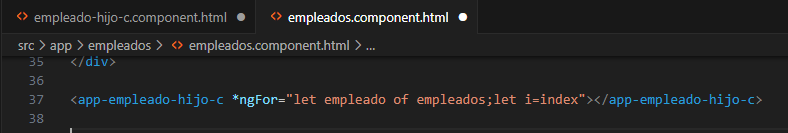 empleado-hijo-c.component.html empleados.component.html
src > app > empleados > empleados.component.html > ...
35 </div>
36
37 <app-empleado-hijo-c *ngFor="let empleado of empleados;let i=index"></app-empleado-hijo-c>
38